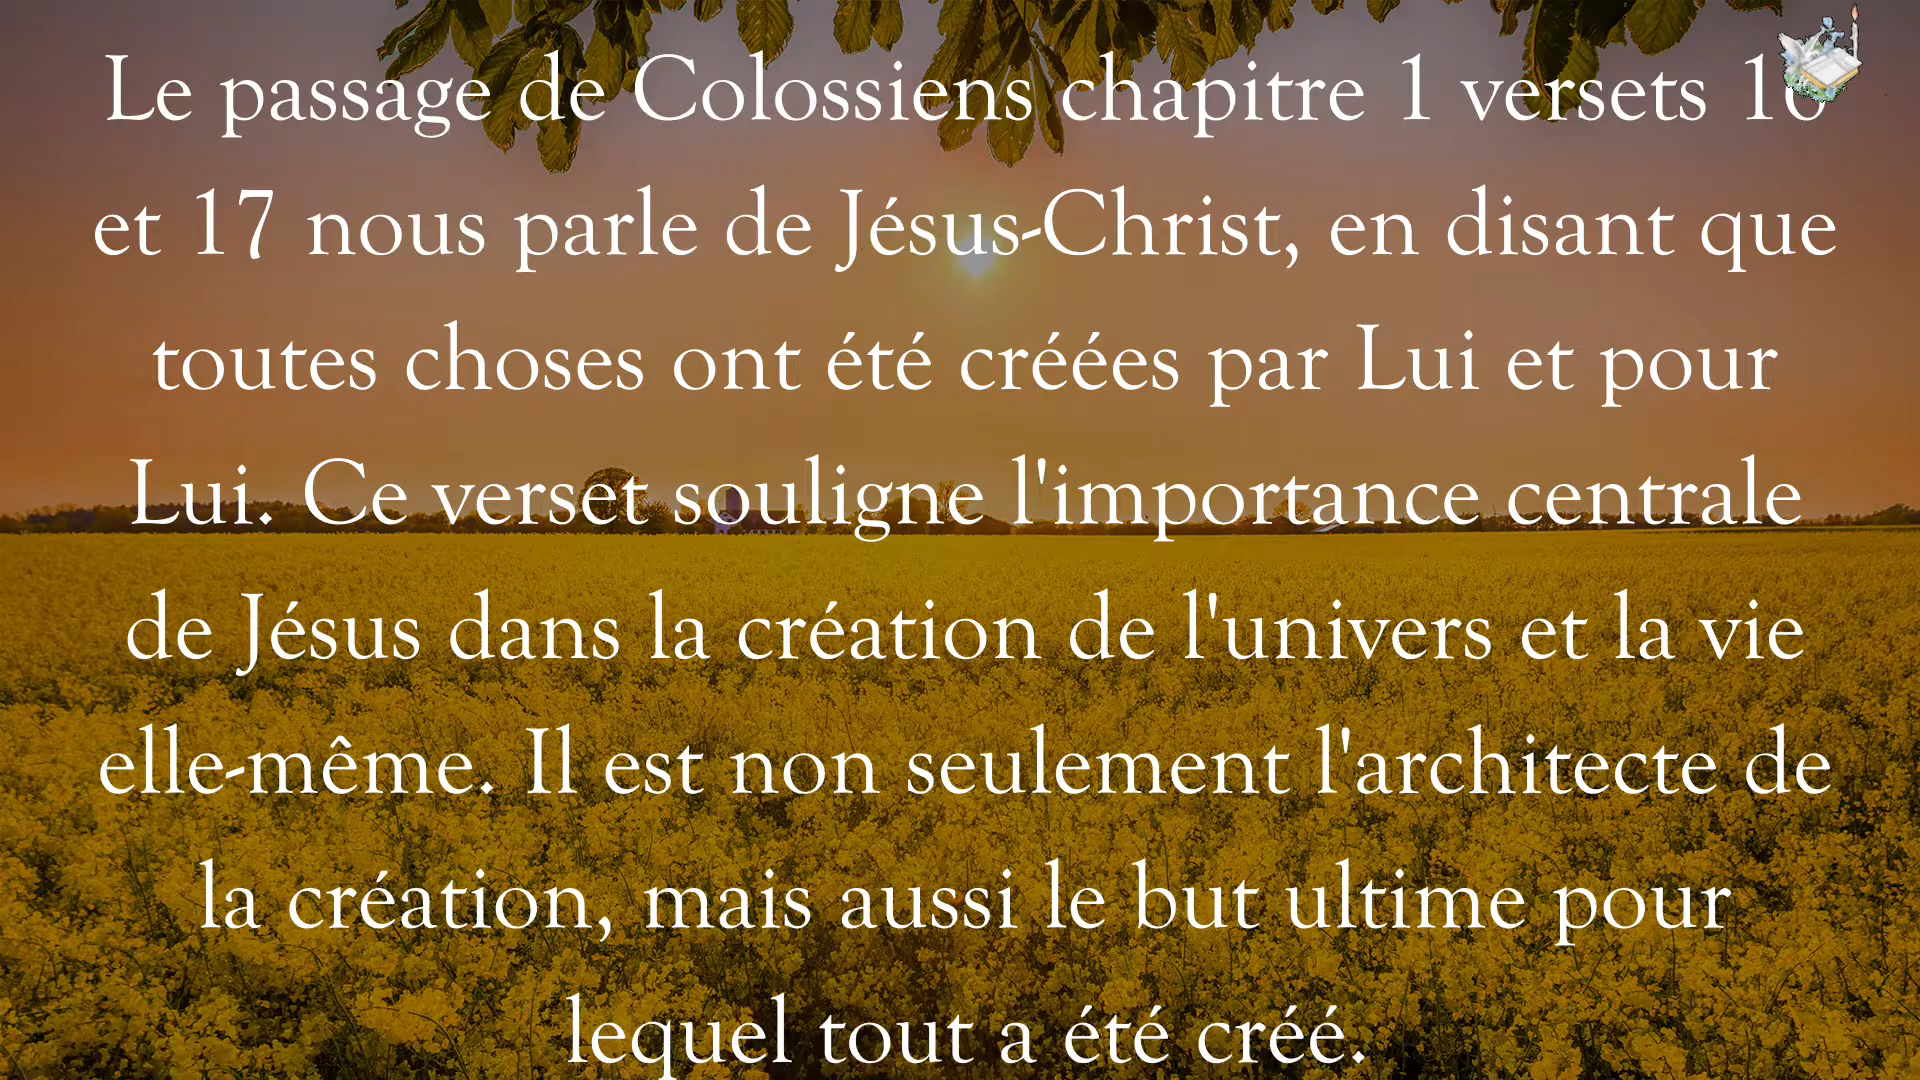 Le passage de Colossiens chapitre 1 versets 16
et 17 nous parle de Jésus-Christ, en disant que
toutes choses ont été créées par Lui et pour
Lui. Ce verset souligne l'importance centrale
de Jésus dans la création de l'univers et la vie
elle-même. Il est non seulement l'architecte de
la création, mais aussi le but ultime pour
lequel tout a été créé.